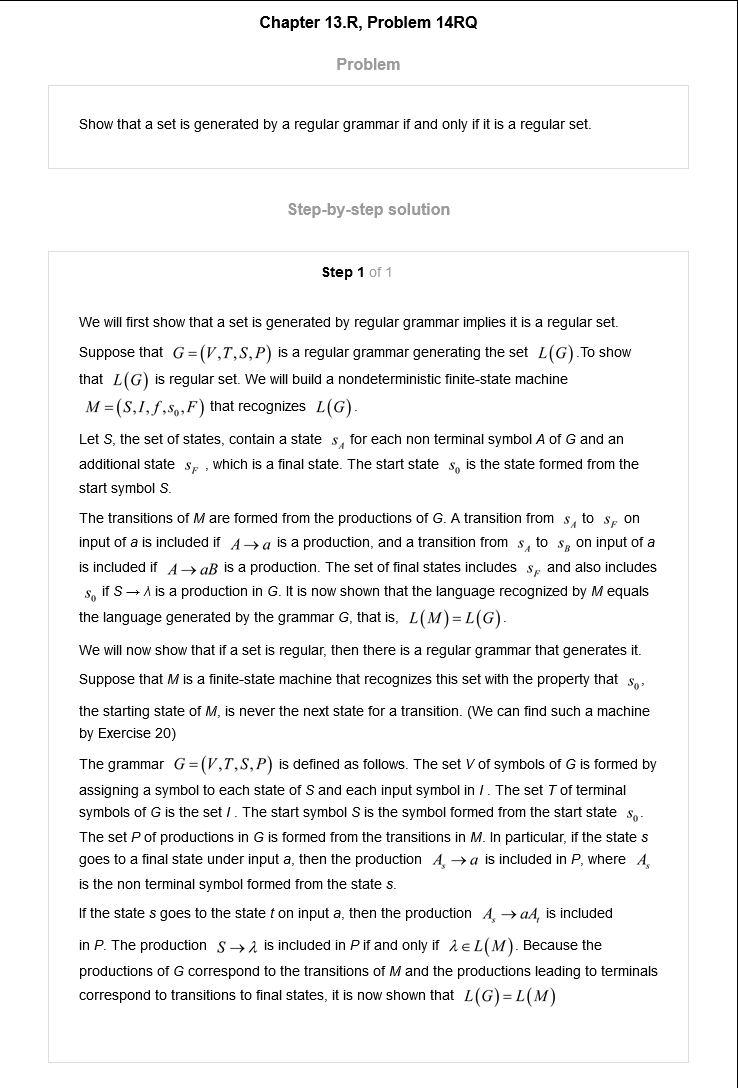 Chapter 13.R, Problem 14RQ
Problem
Show that a set is generated by a regular grammar if and only if it is a regular set.
Step-by-step solution
Step 1 of 1
We will first show that a set is generated by regular grammar implies it is a regular set.
Suppose that G=(V,T,S,P) is a regular grammar generating the set L(G).To show
that L(G) is regular set. We will build a nondeterministic finite-state machine
M=(S,I,f,s₀,F) that recognizes L(G).
Let S, the set of states, contain a state s_A for each non terminal symbol A of G and an
additional state s_F , which is a final state. The start state s₀ is the state formed from the
start symbol S.
The transitions of M are formed from the productions of G. A transition from s_A to s_F on
input of a is included if A→a is a production, and a transition from s_A to s_B on input of a
is included if A→aB is a production. The set of final states includes s_F and also includes
s₀ if S → λ is a production in G. It is now shown that the language recognized by M equals
the language generated by the grammar G, that is, L(M)=L(G).
We will now show that if a set is regular, then there is a regular grammar that generates it.
Suppose that M is a finite-state machine that recognizes this set with the property that s₀,
the starting state of M, is never the next state for a transition. (We can find such a machine
by Exercise 20)
The grammar G=(V,T,S,P) is defined as follows. The set V of symbols of G is formed by
assigning a symbol to each state of S and each input symbol in I. The set T of terminal
symbols of G is the set I. The start symbol S is the symbol formed from the start state s₀.
The set P of productions in G is formed from the transitions in M. In particular, if the state s
goes to a final state under input a, then the production A_s→a is included in P, where A_s
is the non terminal symbol formed from the state s.
If the state s goes to the state t on input a, then the production A_s→aA_t is included
in P. The production S→λ is included in P if and only if λ∈L(M). Because the
productions of G correspond to the transitions of M and the productions leading to terminals
correspond to transitions to final states, it is now shown that L(G)=L(M)